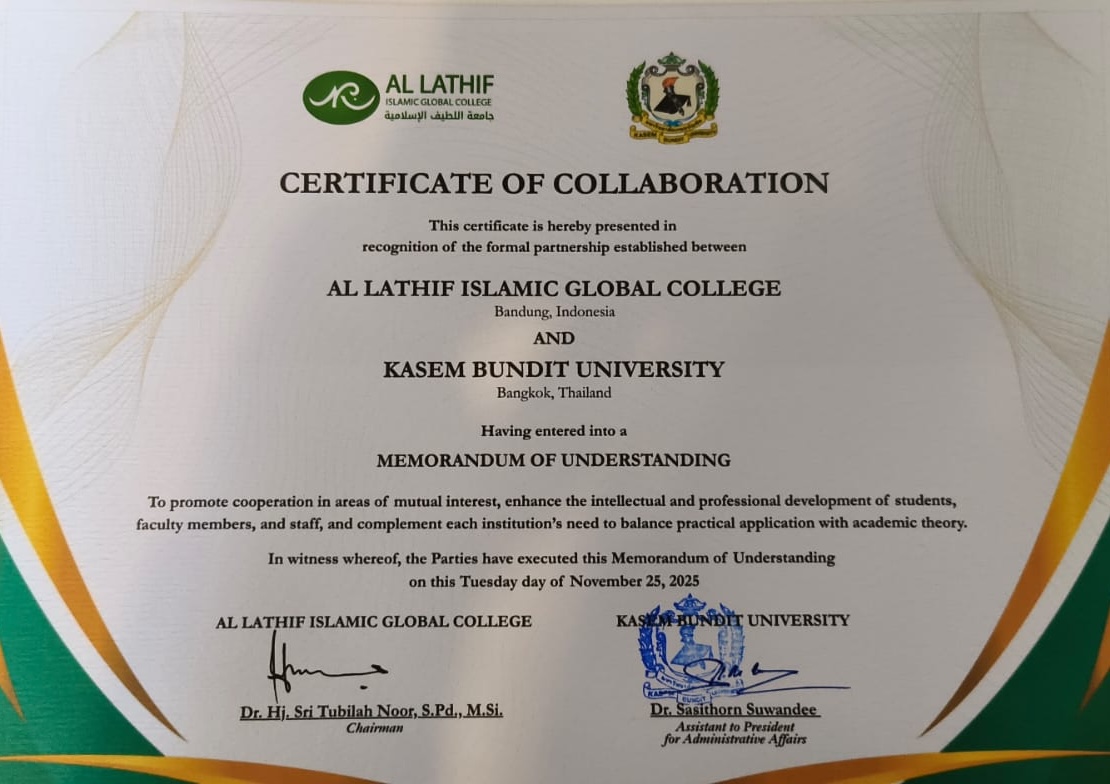 AL LATHIF
ISLAMIC GLOBAL COLLEGE
جامعة اللطيف الإسلامية
KASEM BUNDIT UNIVERSITY
CERTIFICATE OF COLLABORATION
This certificate is hereby presented in
recognition of the formal partnership established between
AL LATHIF ISLAMIC GLOBAL COLLEGE
Bandung, Indonesia
AND
KASEM BUNDIT UNIVERSITY
Bangkok, Thailand
Having entered into a
MEMORANDUM OF UNDERSTANDING
To promote cooperation in areas of mutual interest, enhance the intellectual and professional development of students,
faculty members, and staff, and complement each institution's need to balance practical application with academic theory.
In witness whereof, the Parties have executed this Memorandum of Understanding
on this Tuesday day of November 25, 2025
AL LATHIF ISLAMIC GLOBAL COLLEGE
KASEM BUNDIT UNIVERSITY
KASEM BUNDIT
Dr. Hj. Sri Tubilah Noor, S.Pd., M.Si.
Chairman
Dr. Sasithorn Suwandee
Assistant to President
for Administrative Affairs